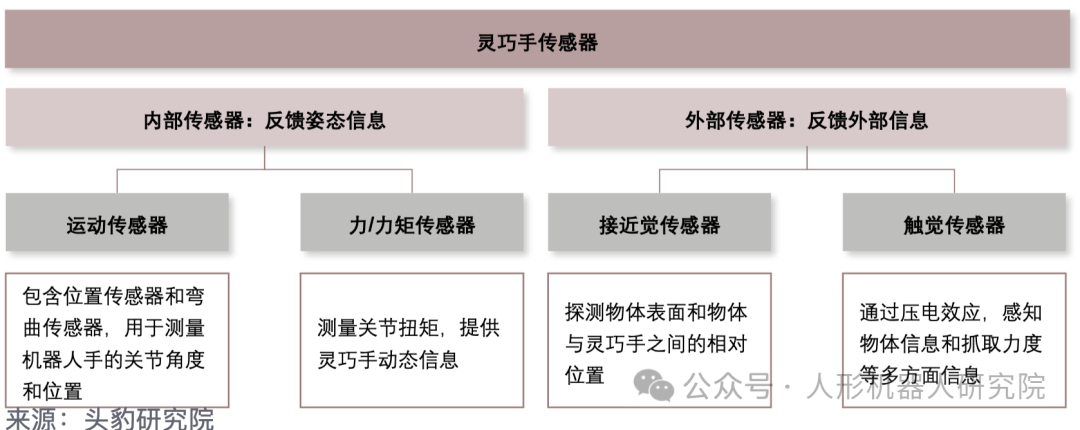 灵巧手传感器
内部传感器：反馈姿态信息
外部传感器：反馈外部信息
运动传感器
力/力矩传感器
接近觉传感器
触觉传感器
包含位置传感器和弯
曲传感器，用于测量
机器人手的关节角度
和位置
测量关节扭矩，提供
灵巧手动态信息
探测物体表面和物体
与灵巧手之间的相对
位置
通过压电效应，感知
物体信息和抓取力度
等多方面信息
公众号 · 人形机器人研究院
来源：头豹研究院